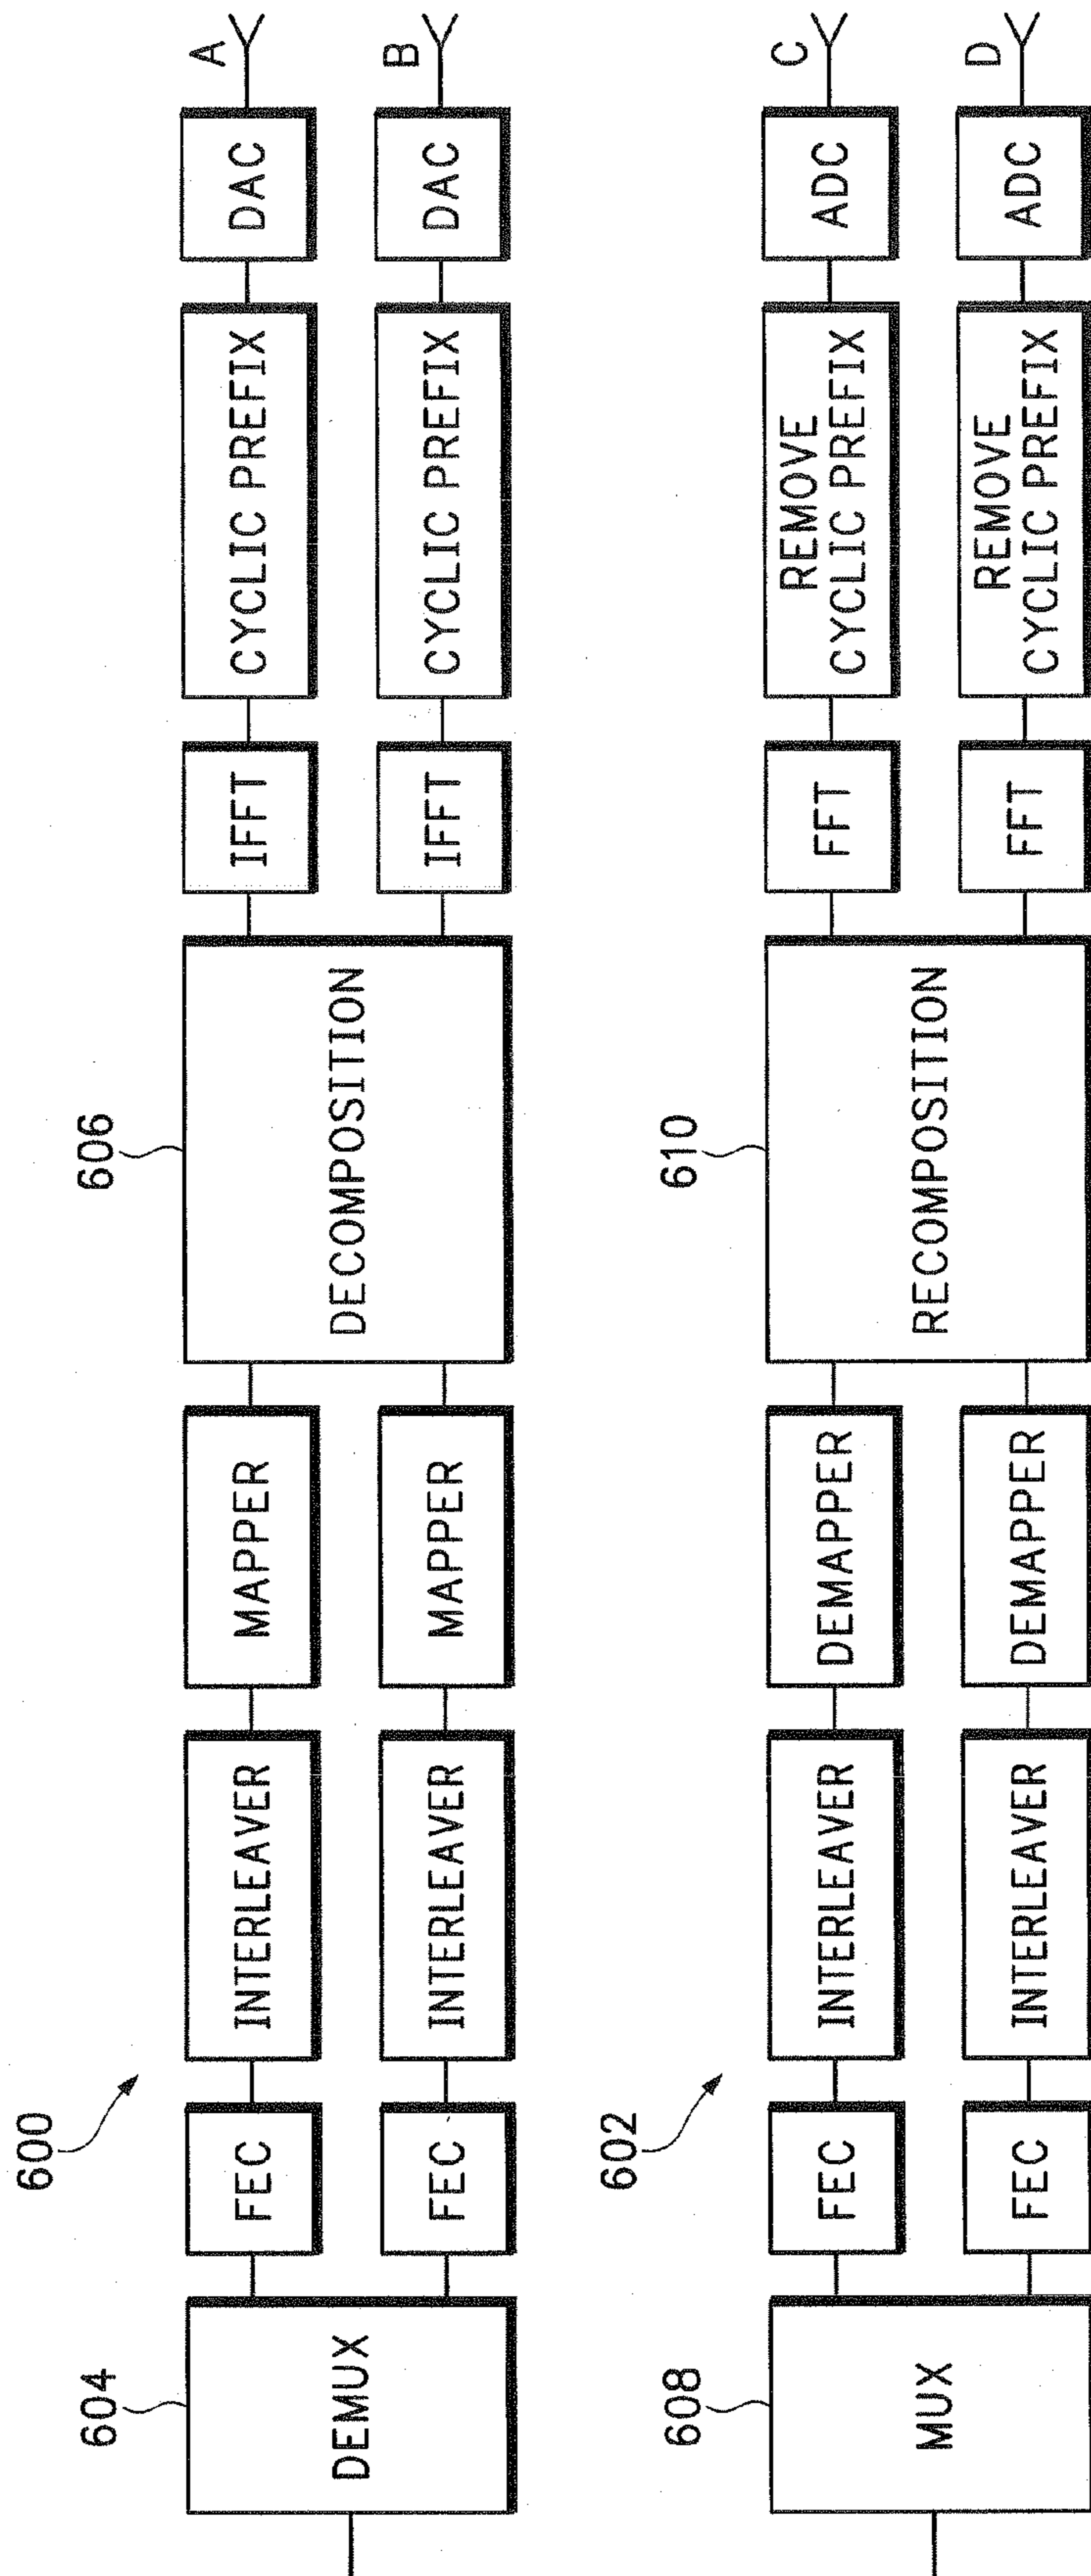 600
604
DEMUX
FEC
INTERLEAVER
MAPPER
606
DECOMPOSITION
IFFT
CYCLIC PREFIX
DAC
A
FEC
INTERLEAVER
MAPPER
IFFT
CYCLIC PREFIX
DAC
B
602
608
MUX
FEC
INTERLEAVER
DEMAPPER
610
RECOMPOSITION
FFT
REMOVE
CYCLIC PREFIX
ADC
C
FEC
INTERLEAVER
DEMAPPER
FFT
REMOVE
CYCLIC PREFIX
ADC
D